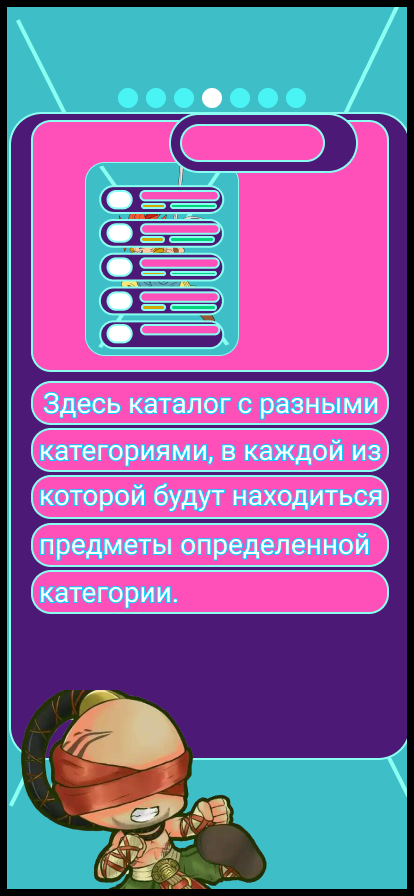 Здесь каталог с разными
категориями, в каждой из
которой будут находиться
предметы определенной
категории.